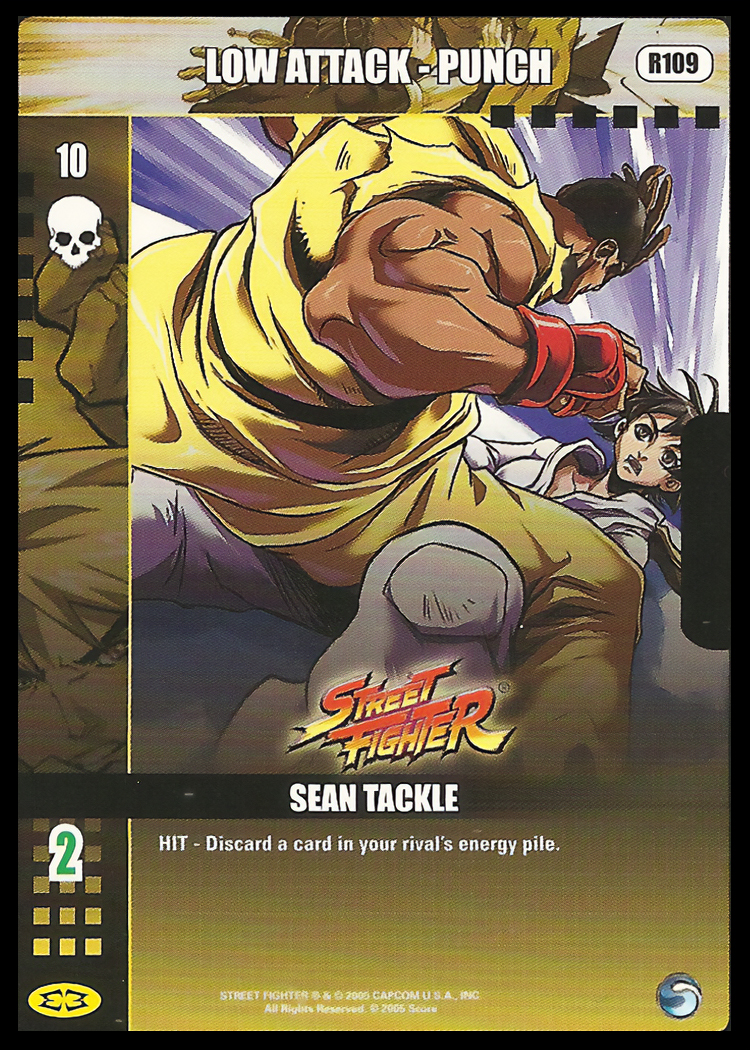 LOW ATTACK - PUNCH
R109
10
STREET
FIGHTER ®
SEAN TACKLE
2
HIT - Discard a card in your rival's energy pile.
STREET FIGHTER ® & © 2005 CAPCOM U.S.A., INC
All Rights Reserved. © 2005 Score